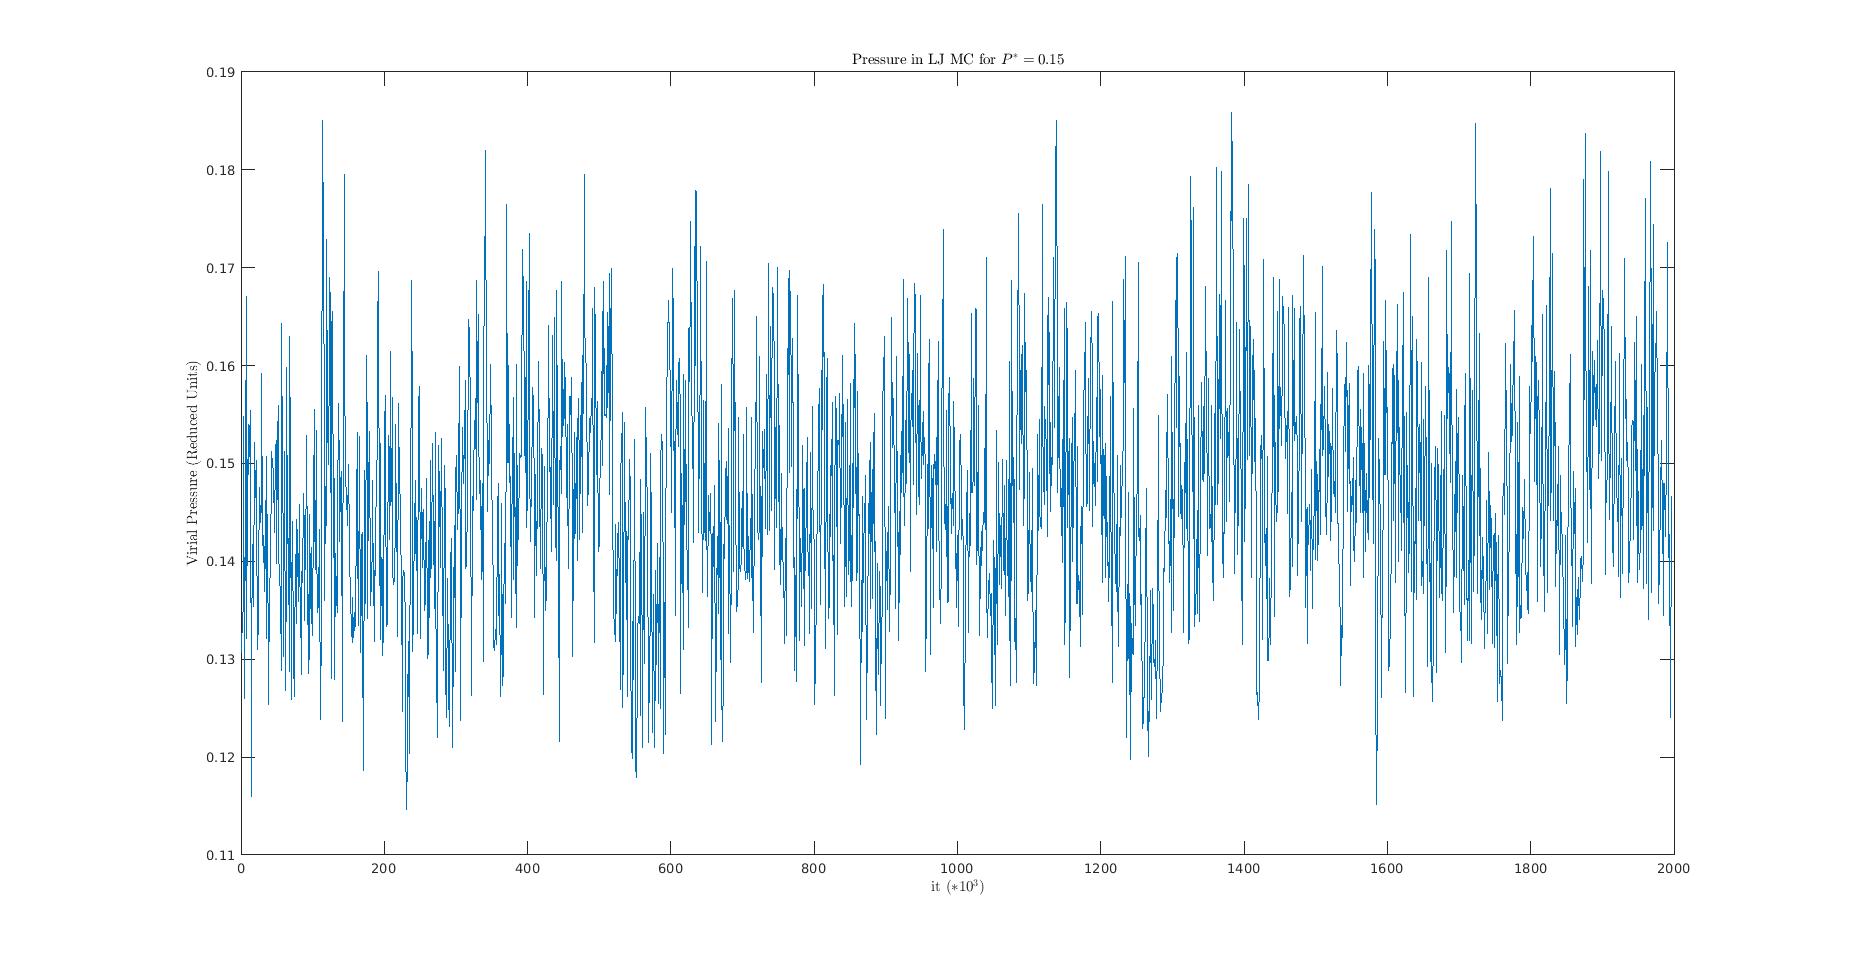 Pressure in LJ MC for P* = 0.15
Virial Pressure (Reduced Units)
0.19
0.18
0.17
0.16
0.15
0.14
0.13
0.12
0.11
0 200 400 600 800 1000 1200 1400 1600 1800 2000
it (*10³)